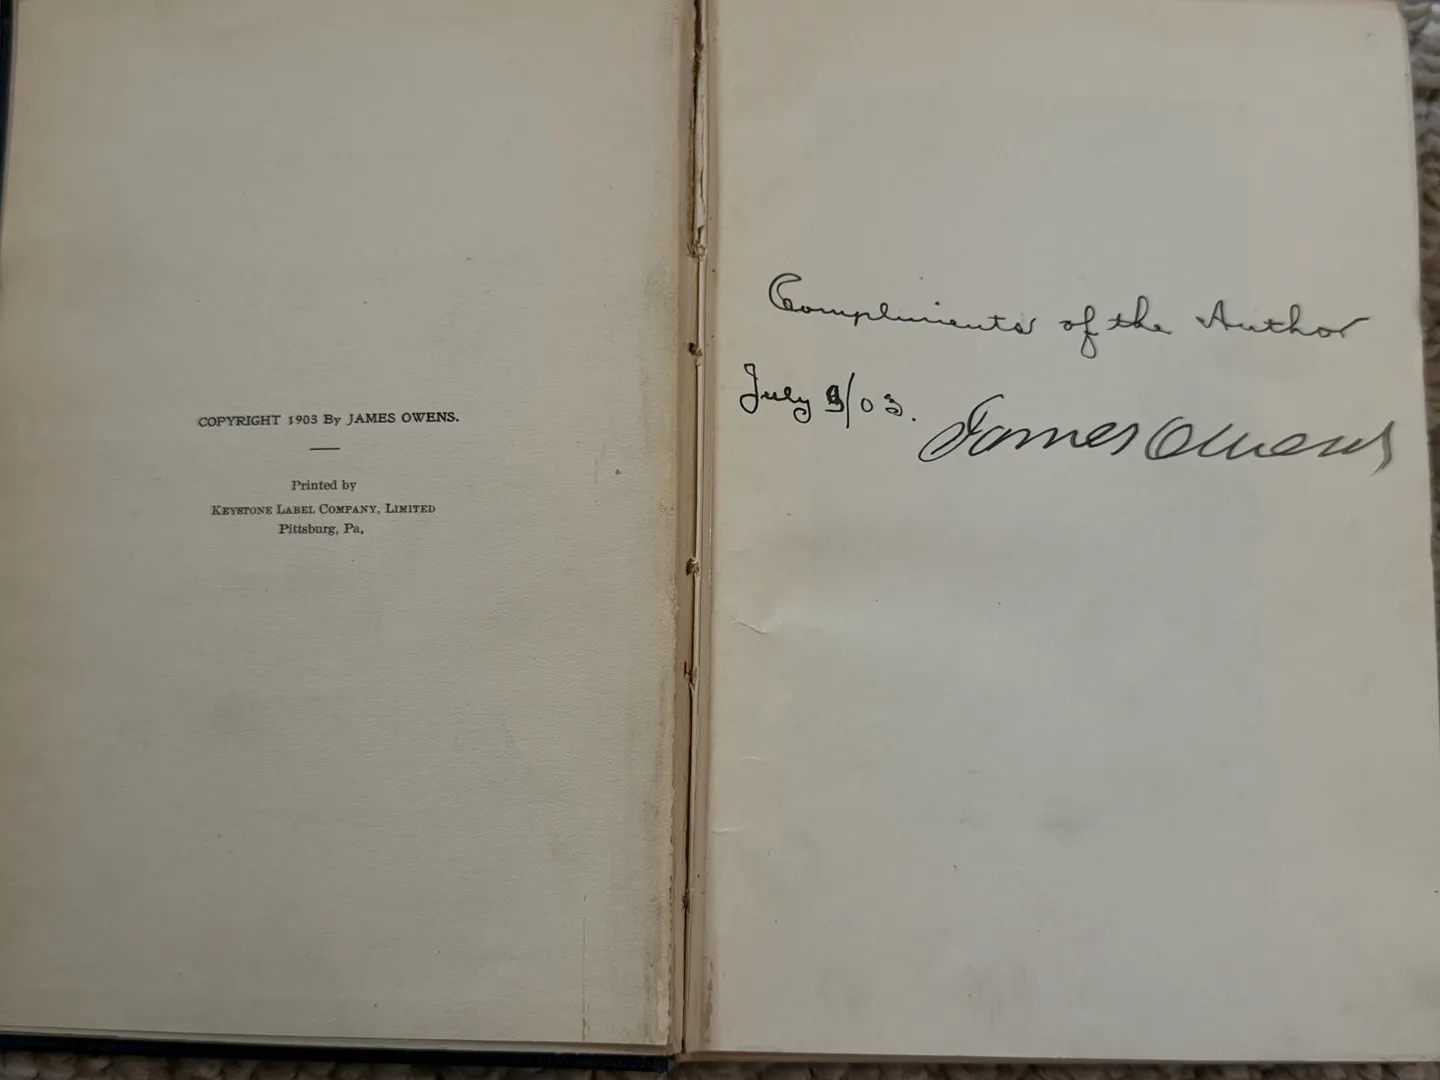 COPYRIGHT 1903 By JAMES OWENS.
Printed by
KEYSTONE LABEL COMPANY, LIMITED
Pittsburg, Pa,
Compliments of the Author
July 9/03.
James Owens